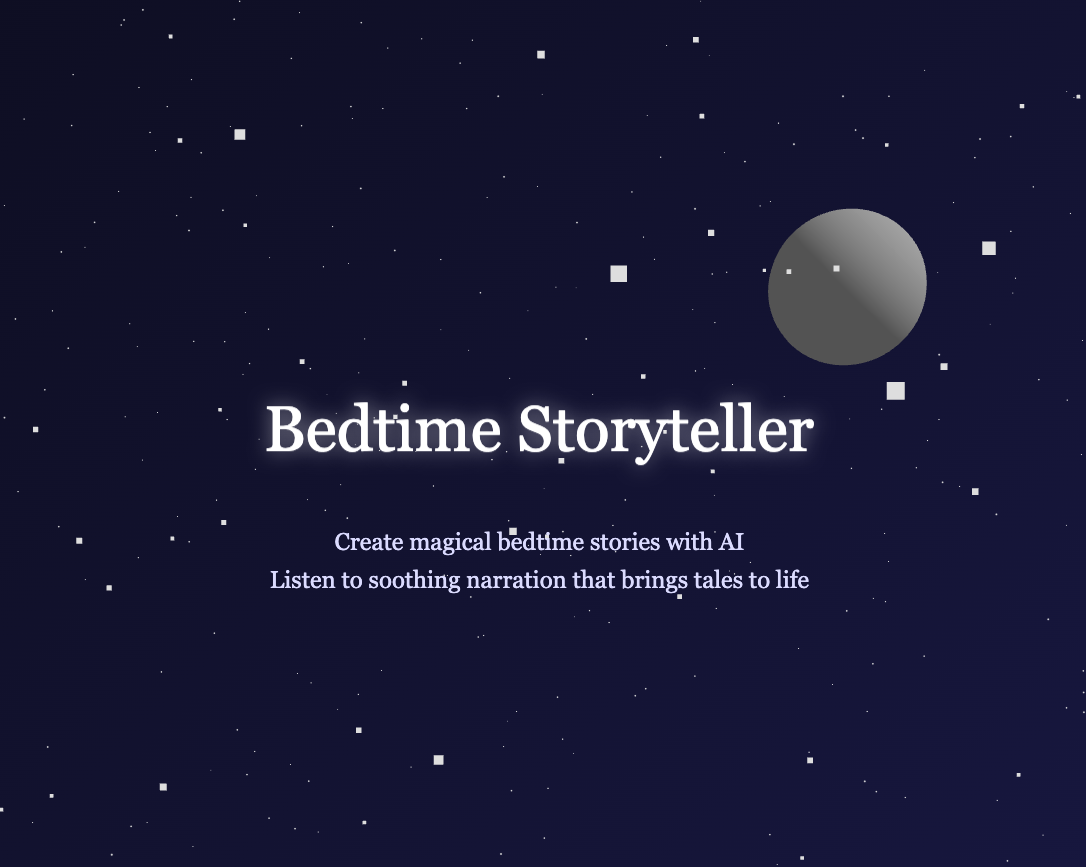 Bedtime Storyteller
Create magical bedtime stories with AI
Listen to soothing narration that brings tales to life